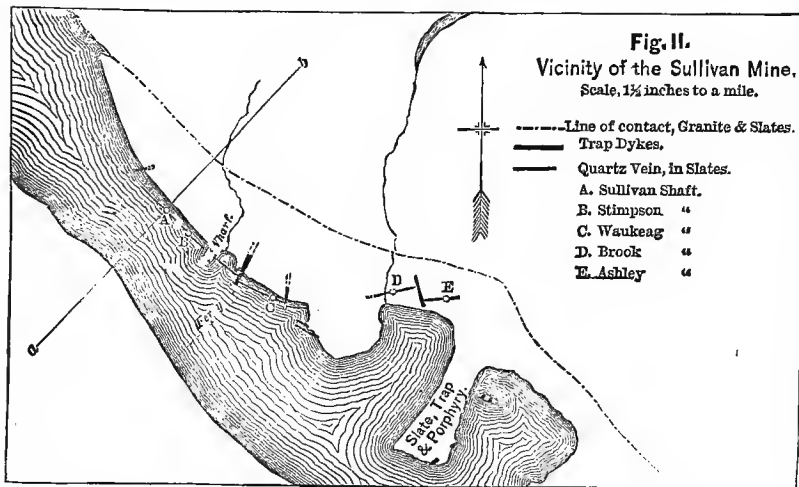 Fig. II.
Vicinity of the Sullivan Mine.
Scale, 1½ inches to a mile.
Line of contact, Granite & Slates.
Trap Dykes.
Quartz Vein, in Slates.
A. Sullivan Shaft.
B. Stimpson "
C. Waukeag "
D. Brook "
E. Ashley "
b
A
B
Wharf.
C
Ferry
a
D
E
Slate, Trap
& Porphyry.